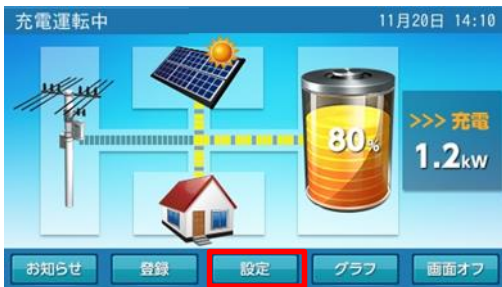 充電運転中
11月20日 14:10
80%
>>> 充電
1.2kW
お知らせ
登録
設定
グラフ
画面オフ